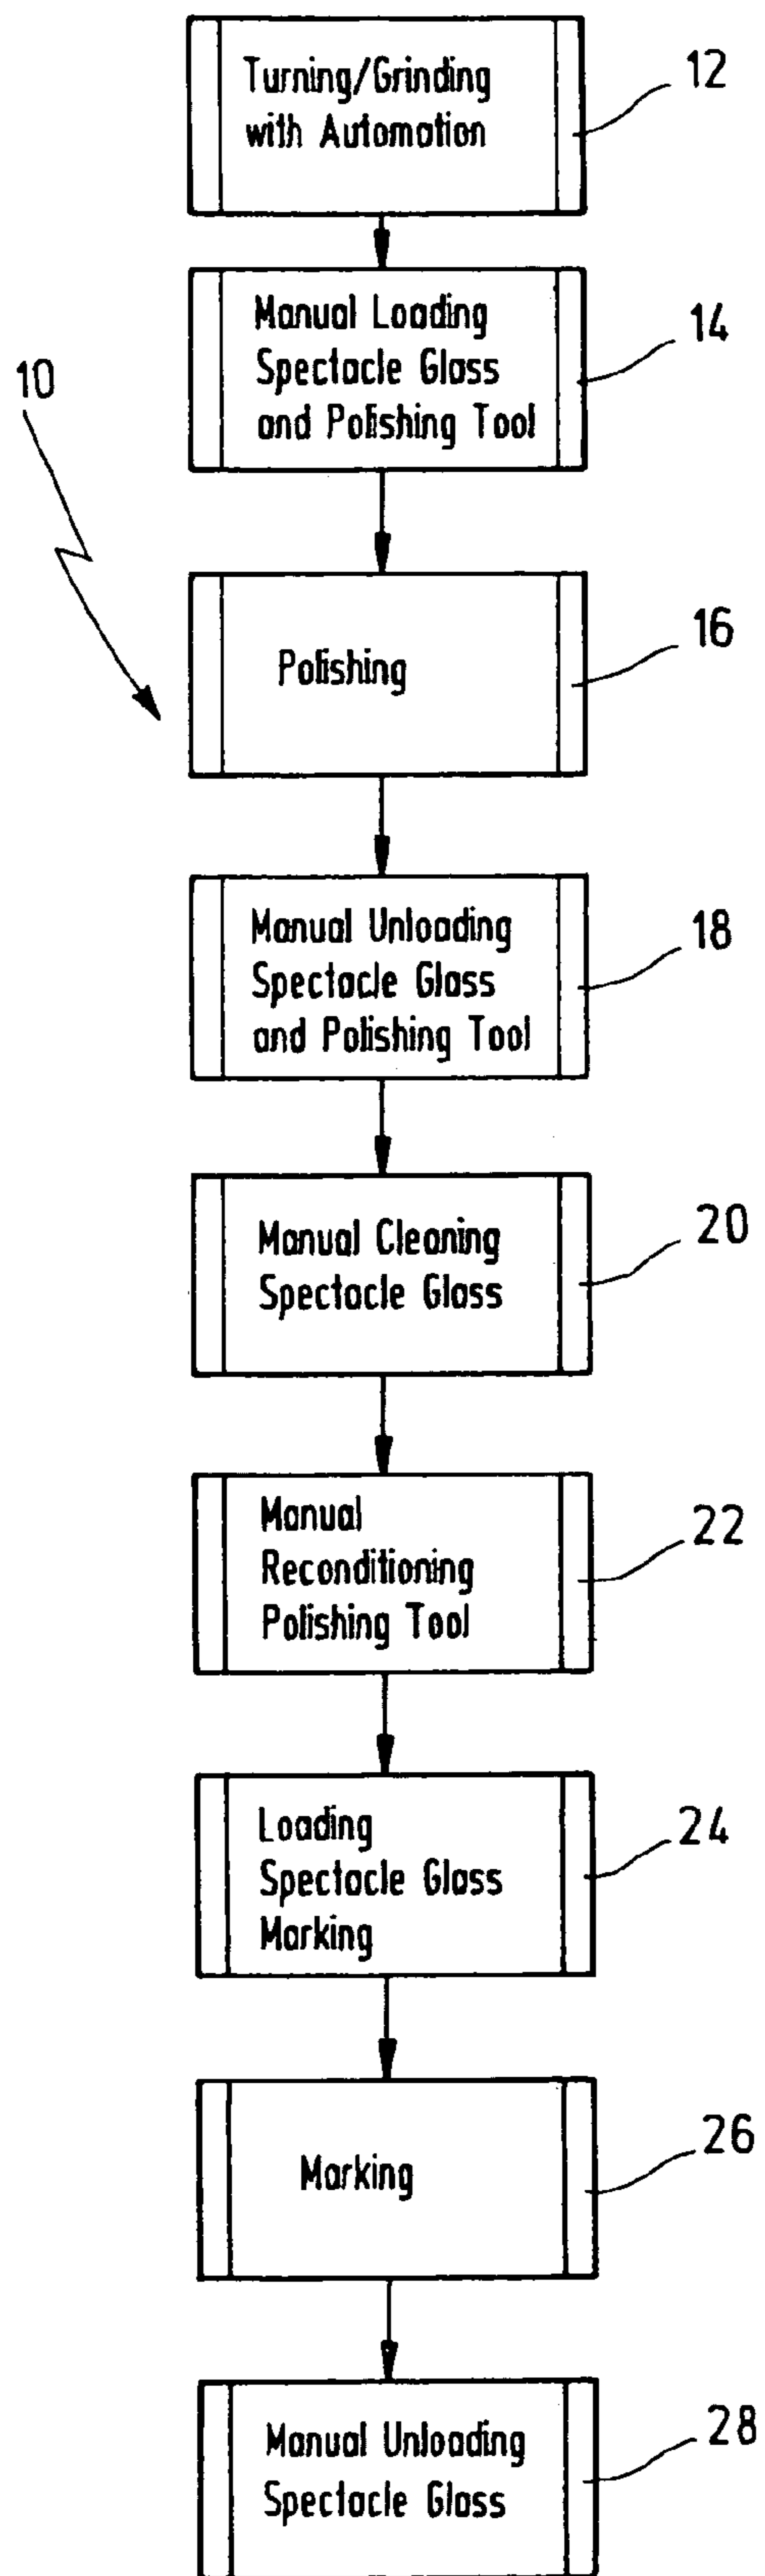 Turning/Grinding
with Automation
12
Manual Loading
Spectacle Glass
and Polishing Tool
14
10
Polishing
16
Manual Unloading
Spectacle Glass
and Polishing Tool
18
Manual Cleaning
Spectacle Glass
20
Manual
Reconditioning
Polishing Tool
22
Loading
Spectacle Glass
Marking
24
Marking
26
Manual Unloading
Spectacle Glass
28